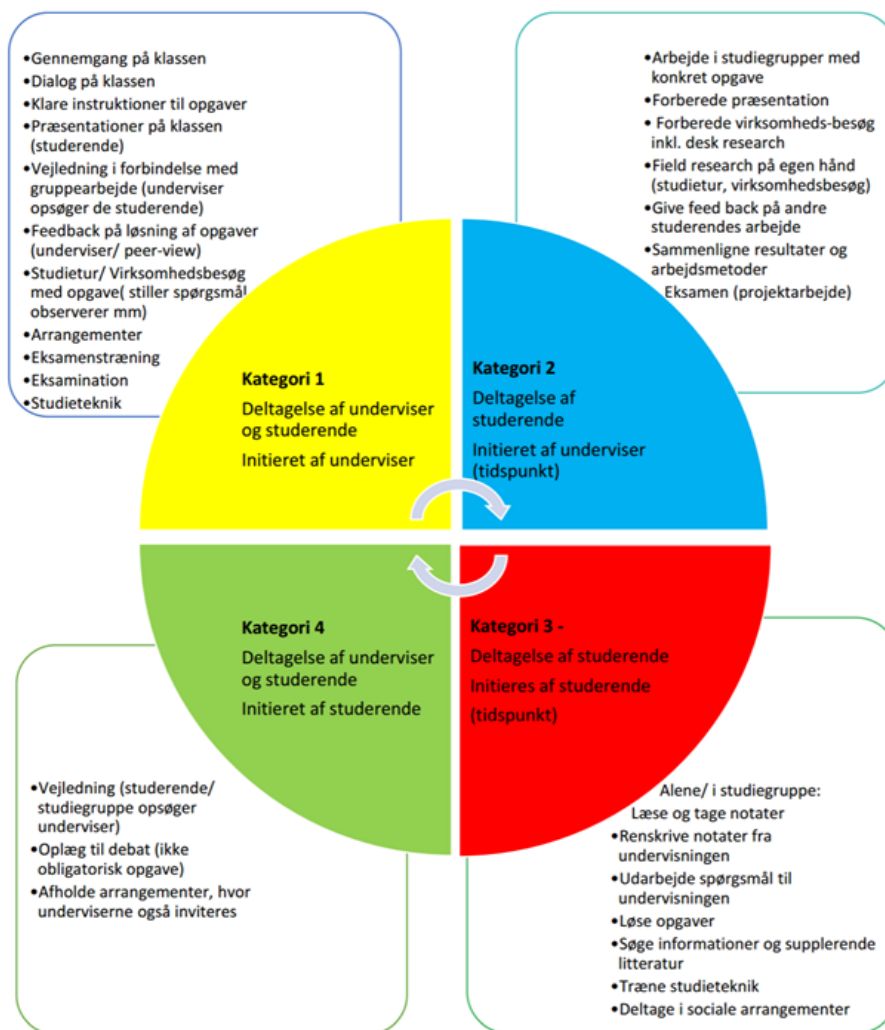 •Gennemgang på klassen
•Dialog på klassen
•Klare instruktioner til opgaver
•Præsentationer på klassen
(studerende)
•Vejledning i forbindelse med
gruppearbejde (underviser
opsøger de studerende)
•Feedback på løsning af opgaver
(underviser/ peer-view)
•Studietur/ Virksomhedsbesøg
med opgave( stiller spørgsmål
observerer mm)
•Arrangementer
•Eksamenstræning
•Eksamination
•Studieteknik
•Arbejde i studiegrupper med
konkret opgave
•Forberede præsentation
• Forberede virksomheds-besøg
inkl. desk research
•Field research på egen hånd
(studietur, virksomhedsbesøg)
•Give feed back på andre
studerendes arbejde
•Sammenligne resultater og
arbejdsmetoder
Eksamen (projektarbejde)
Kategori 1
Deltagelse af underviser
og studerende
Initieret af underviser
Kategori 2
Deltagelse af
studerende
Initieret af underviser
(tidspunkt)
Kategori 4
Deltagelse af underviser
og studerende
Initieret af studerende
Kategori 3 -
Deltagelse af studerende
Initieres af studerende
(tidspunkt)
•Vejledning (studerende/
studiegruppe opsøger
underviser)
•Oplæg til debat (ikke
obligatorisk opgave)
•Afholde arrangementer, hvor
underviserne også inviteres
Alene/ i studiegruppe:
Læse og tage notater
•Renskrive notater fra
undervisningen
•Udarbejde spørgsmål til
undervisningen
•Løse opgaver
•Søge informationer og supplerende
litteratur
•Træne studieteknik
•Deltage i sociale arrangementer